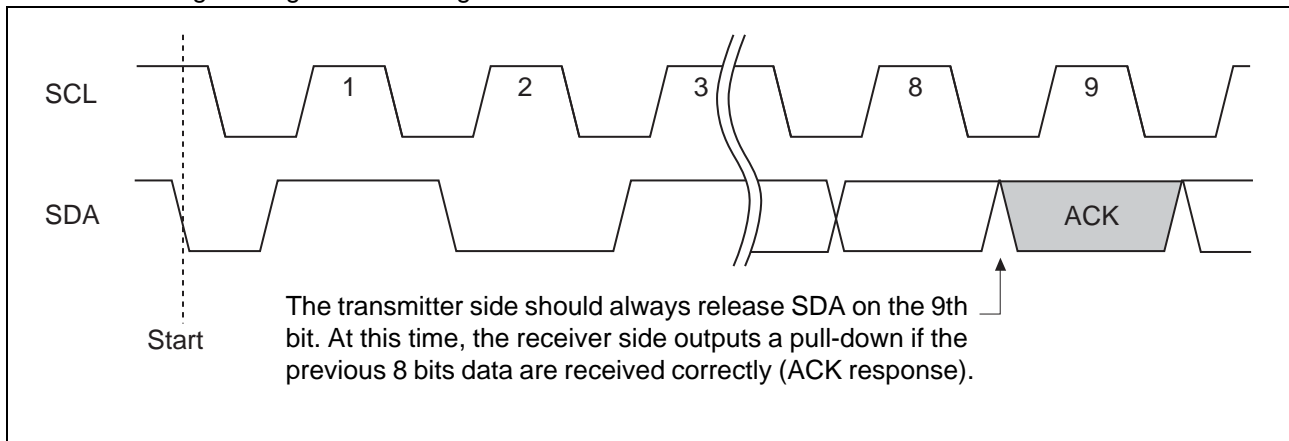 SCL
1
2
3
8
9
SDA
ACK
Start
The transmitter side should always release SDA on the 9th
bit. At this time, the receiver side outputs a pull-down if the
previous 8 bits data are received correctly (ACK response).